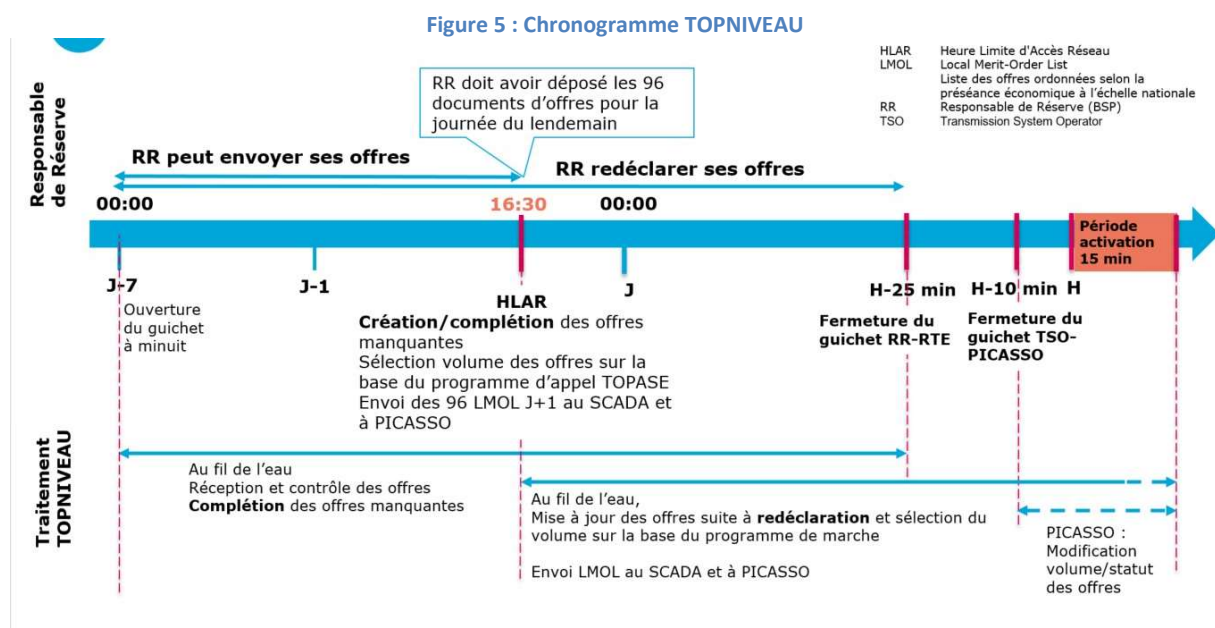 Figure 5 : Chronogramme TOPNIVEAU
HLAR Heure Limite d'Accès Réseau
LMOL Local Merit-Order List
Liste des offres ordonnées selon la
préséance économique à l'échelle nationale
RR Responsable de Réserve (BSP)
TSO Transmission System Operator
Responsable
de Réserve
RR doit avoir déposé les 96
documents d'offres pour la
journée du lendemain
RR peut envoyer ses offres
RR redéclarer ses offres
00:00
16:30
00:00
Période
activation
15 min
J-7
J-1
HLAR
J
H-25 min
H-10 min
H
Ouverture
du guichet
à minuit
Création/complétion des offres
manquantes
Sélection volume des offres sur la
base du programme d'appel TOPASE
Envoi des 96 LMOL J+1 au SCADA et
à PICASSO
Fermeture du
guichet RR-RTE
Fermeture du
guichet TSO-
PICASSO
Traitement
TOPNIVEAU
Au fil de l'eau
Réception et contrôle des offres
Complétion des offres manquantes
Au fil de l'eau,
Mise à jour des offres suite à redéclaration et sélection du
volume sur la base du programme de marche
Envoi LMOL au SCADA et à PICASSO
PICASSO :
Modification
volume/statut
des offres